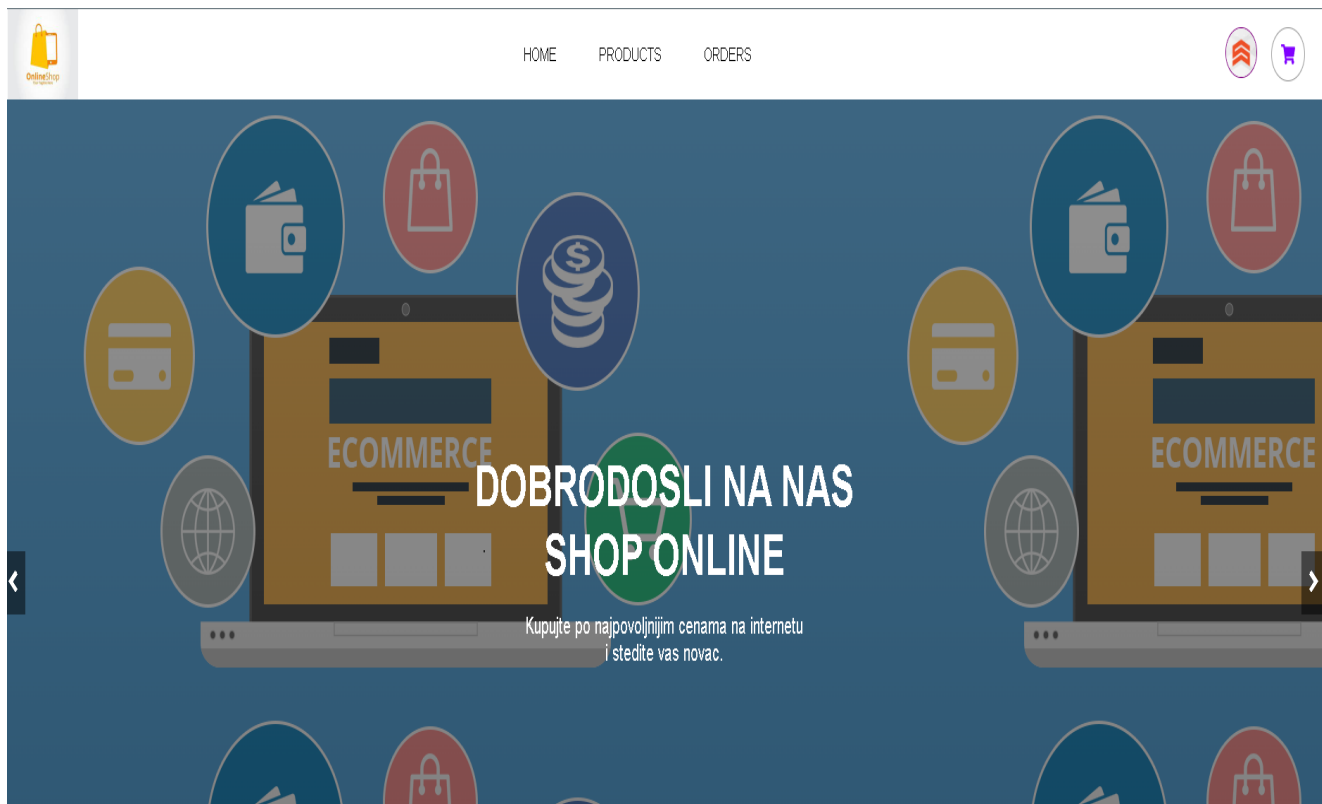 OnlineShop
HOME PRODUCTS ORDERS
ECOMMERCE
ECOMMERCE
DOBRODOSLI NA NAS
SHOP ONLINE
Kupujte po najpovoljnijim cenama na internetu
i stedite vas novac.